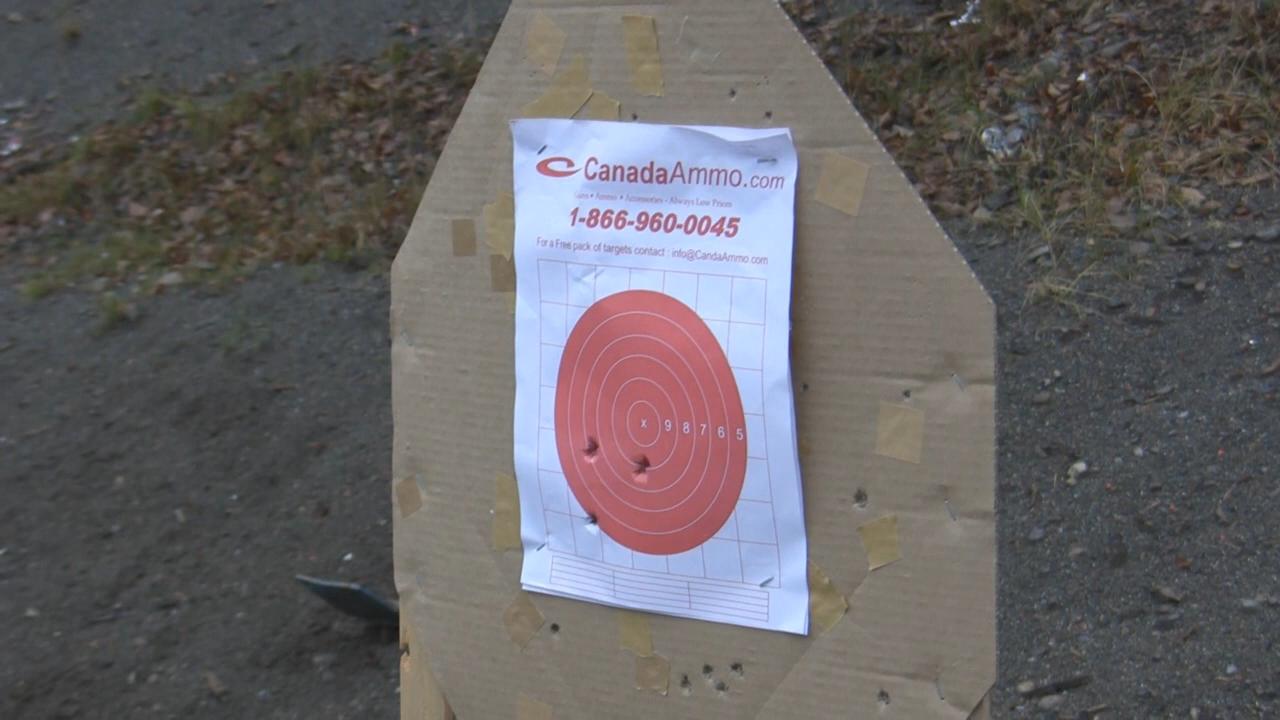 CanadaAmmo.com
Guns • Ammo • Accessories - Always Low Prices
1-866-960-0045
For a Free pack of targets contact : info@CandaAmmo.com
x 9 8 7 6 5